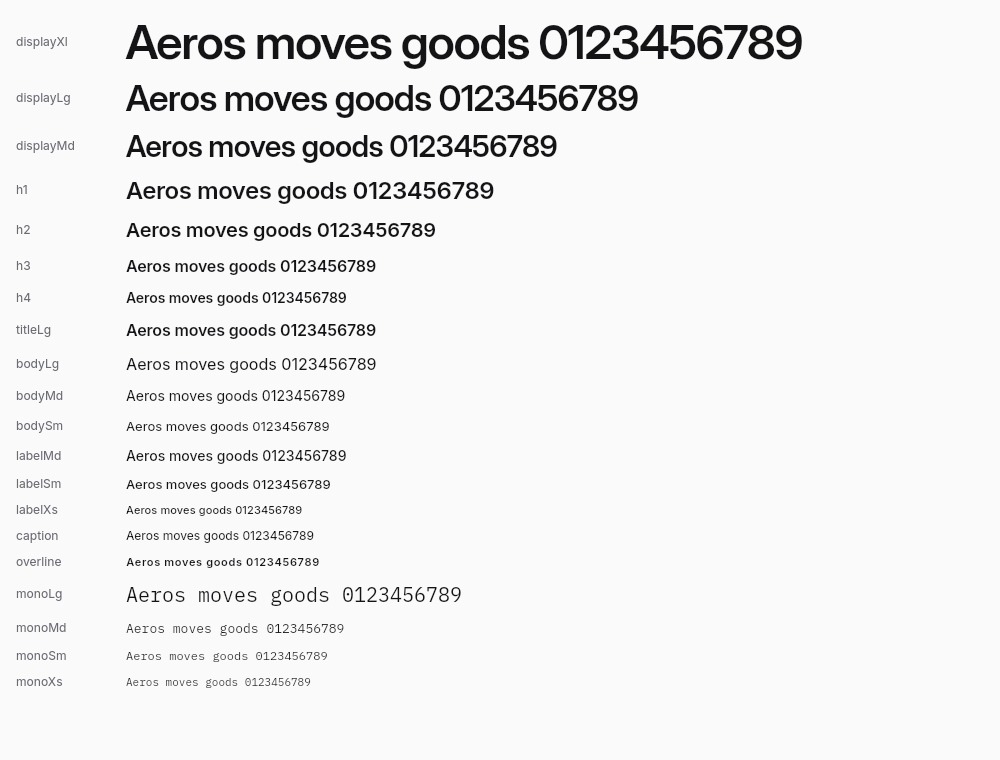 displayXl Aeros moves goods 0123456789
displayLg Aeros moves goods 0123456789
displayMd Aeros moves goods 0123456789
h1 Aeros moves goods 0123456789
h2 Aeros moves goods 0123456789
h3 Aeros moves goods 0123456789
h4 Aeros moves goods 0123456789
titleLg Aeros moves goods 0123456789
bodyLg Aeros moves goods 0123456789
bodyMd Aeros moves goods 0123456789
bodySm Aeros moves goods 0123456789
labelMd Aeros moves goods 0123456789
labelSm Aeros moves goods 0123456789
labelXs Aeros moves goods 0123456789
caption Aeros moves goods 0123456789
overline Aeros moves goods 0123456789
monoLg Aeros moves goods 0123456789
monoMd Aeros moves goods 0123456789
monoSm Aeros moves goods 0123456789
monoXs Aeros moves goods 0123456789